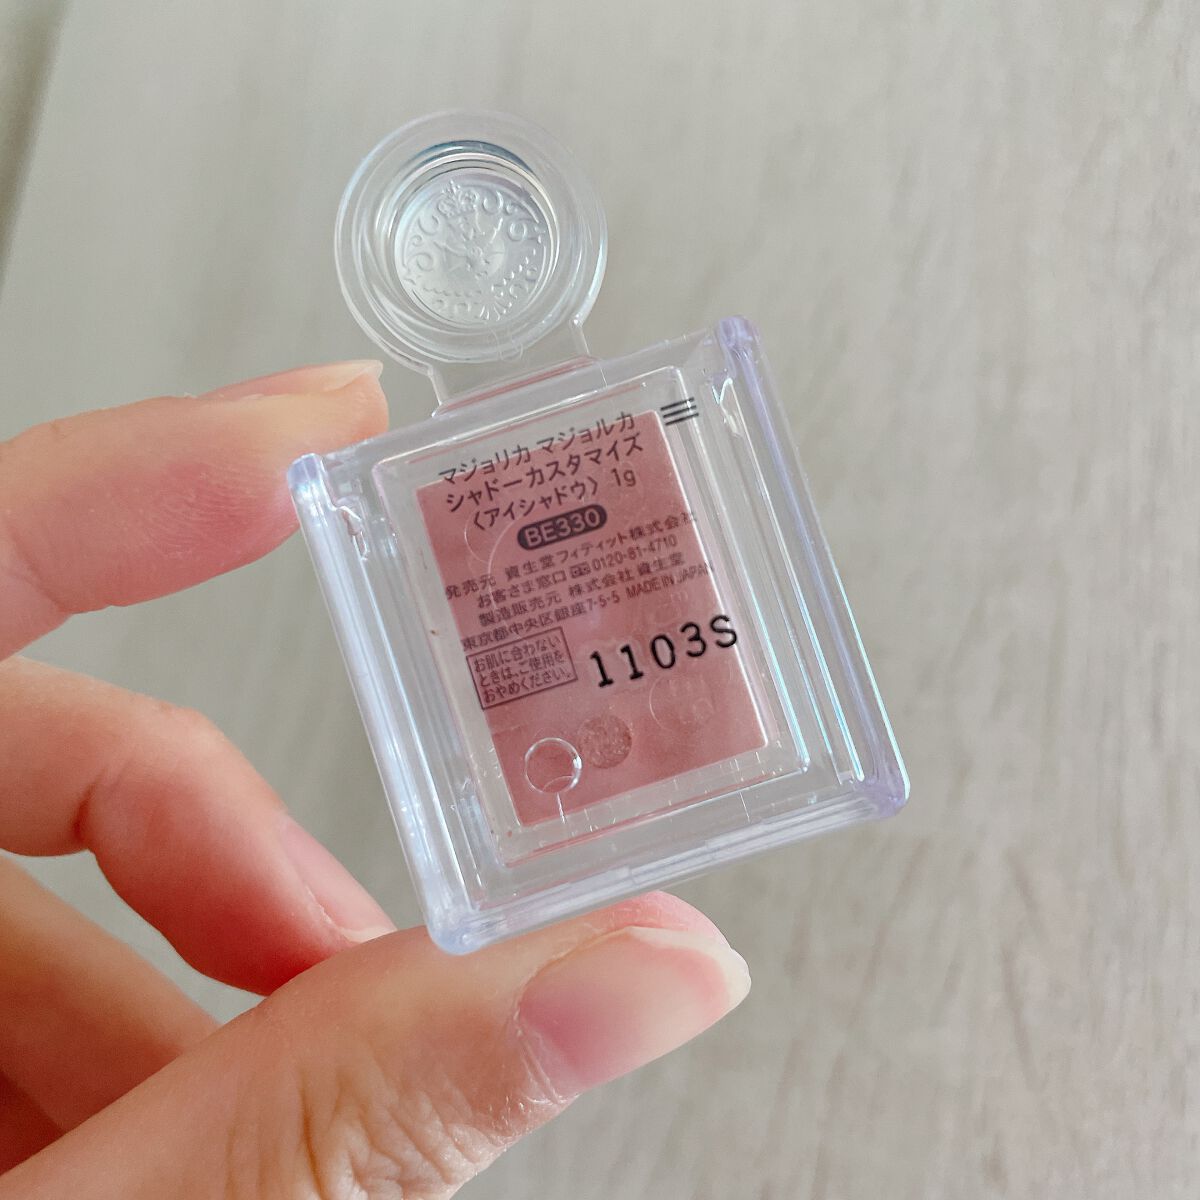 マジョリカ マジョルカ
シャドーカスタマイズ
〈アイシャドウ〉 1g
BE330
発売元 資生堂フィティット株式会社
お客さま窓口 0120-81-4710
製造販売元 株式会社 資生堂
東京都中央区銀座7-5-5 MADE IN JAPAN
お肌に合わない
ときは、ご使用を
おやめください。
1103S